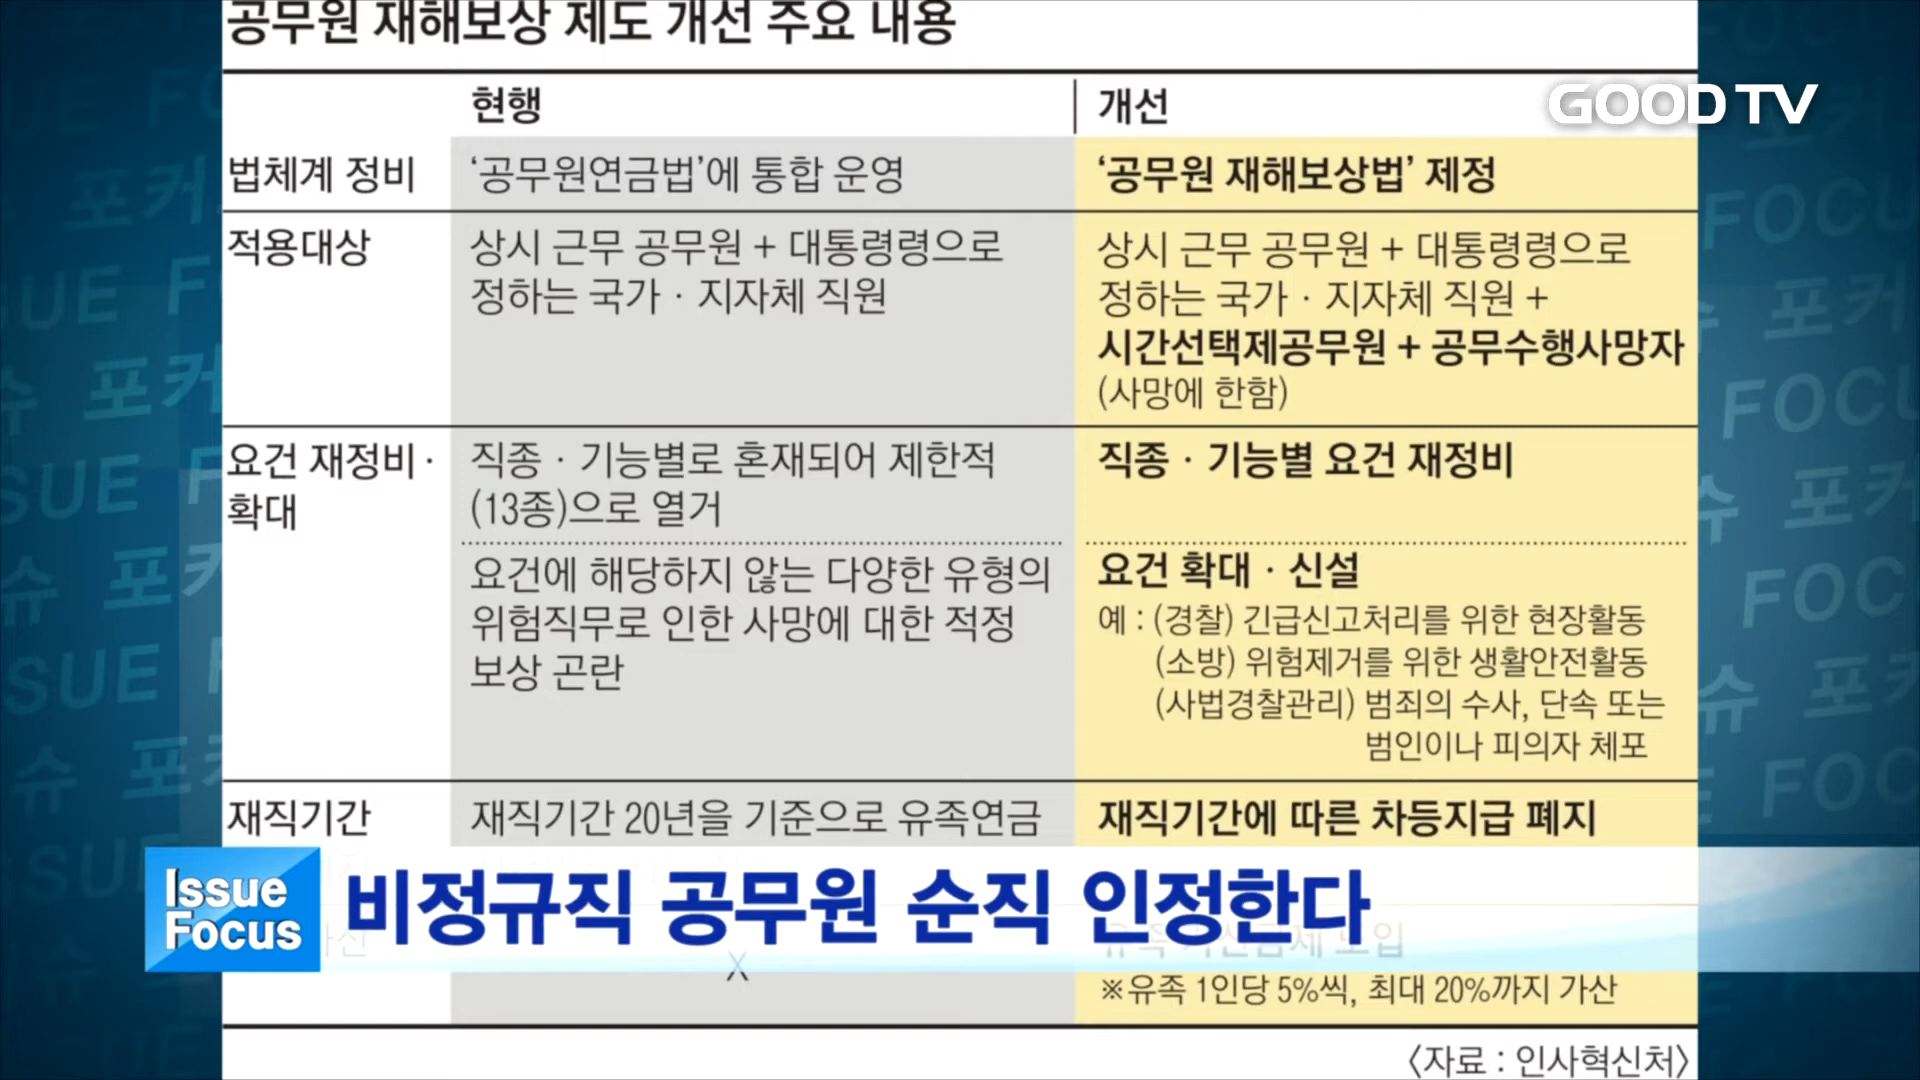 공무원 재해보상 제도 개선 주요 내용
현행
개선
GOODTV
법체계 정비
‘공무원연금법’에 통합 운영
‘공무원 재해보상법’ 제정
적용대상
상시 근무 공무원 + 대통령령으로
정하는 국가 · 지자체 직원
상시 근무 공무원 + 대통령령으로
정하는 국가 · 지자체 직원 +
시간선택제공무원 + 공무수행사망자
(사망에 한함)
요건 재정비 ·
확대
직종 · 기능별로 혼재되어 제한적
(13종)으로 열거
직종 · 기능별 요건 재정비
요건에 해당하지 않는 다양한 유형의
위험직무로 인한 사망에 대한 적정
보상 곤란
요건 확대 · 신설
예 : (경찰) 긴급신고처리를 위한 현장활동
(소방) 위험제거를 위한 생활안전활동
(사법경찰관리) 범죄의 수사, 단속 또는
범인이나 피의자 체포
재직기간
재직기간 20년을 기준으로 유족연금
재직기간에 따른 차등지급 폐지
Issue
Focus
비정규직 공무원 순직 인정한다
X
※유족 1인당 5%씩, 최대 20%까지 가산
〈자료 : 인사혁신처〉